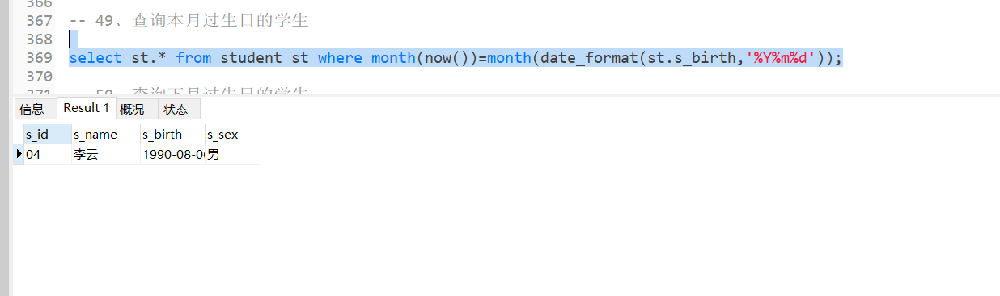 366
367 -- 49、查询本月过生日的学生
368
369 select st.* from student st where month(now())=month(date_format(st.s_birth,'%Y%m%d'));
370
371 -- 50、查询下月过生日的学生
信息 Result 1 概况 状态
s_id s_name s_birth s_sex
04 李云 1990-08-06 男